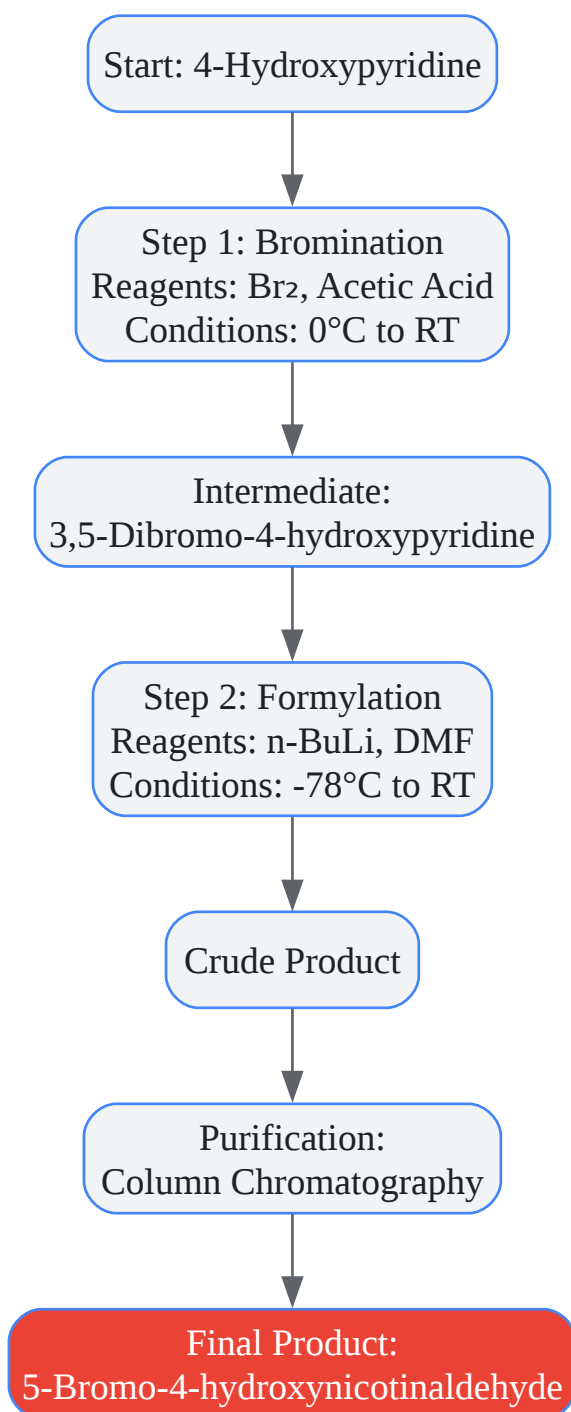 Start: 4-Hydroxypyridine
Step 1: Bromination
Reagents: Br₂, Acetic Acid
Conditions: 0°C to RT
Intermediate:
3,5-Dibromo-4-hydroxypyridine
Step 2: Formylation
Reagents: n-BuLi, DMF
Conditions: -78°C to RT
Crude Product
Purification:
Column Chromatography
Final Product:
5-Bromo-4-hydroxynicotinaldehyde